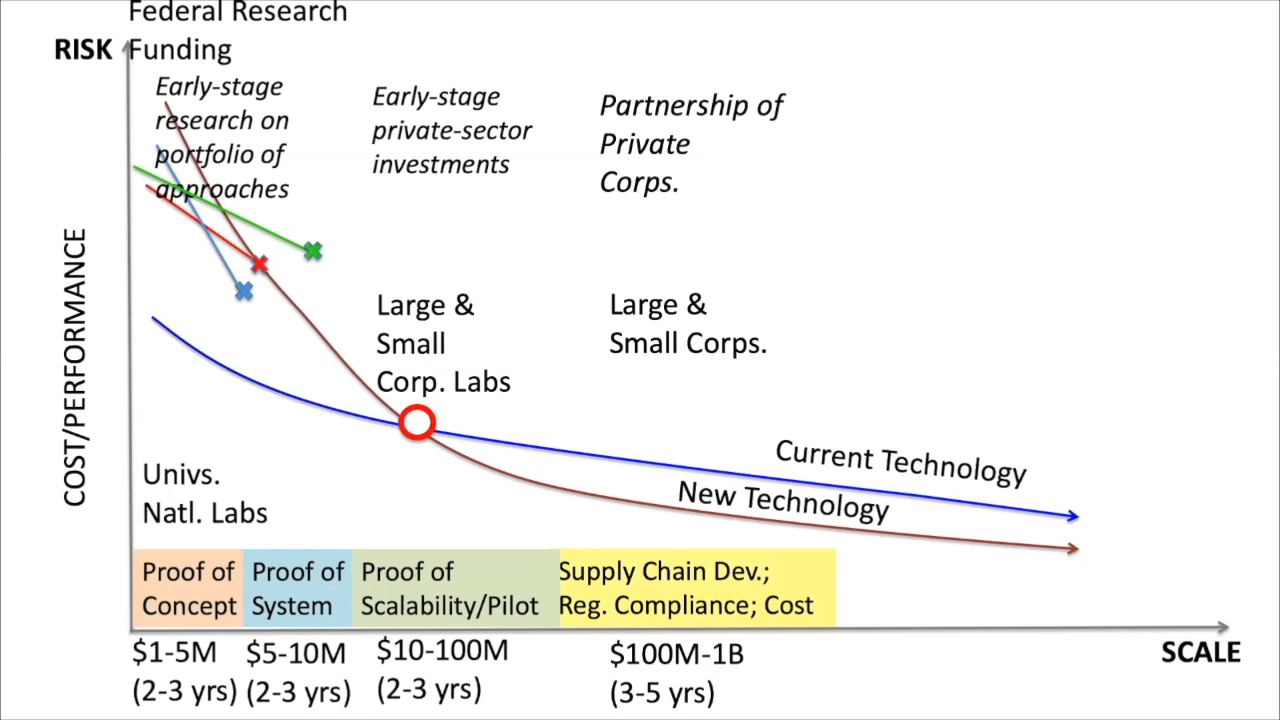 Federal Research
Funding
RISK
Early-stage
research on
portfolio of
approaches
Early-stage
private-sector
investments
Partnership of
Private
Corps.
COST/PERFORMANCE
Large &
Small
Corp. Labs
Large &
Small Corps.
Univs.
Natl. Labs
Current Technology
New Technology
Proof of
Concept
Proof of
System
Proof of
Scalability/Pilot
Supply Chain Dev.;
Reg. Compliance; Cost
$1-5M
(2-3 yrs)
$5-10M
(2-3 yrs)
$10-100M
(2-3 yrs)
$100M-1B
(3-5 yrs)
SCALE